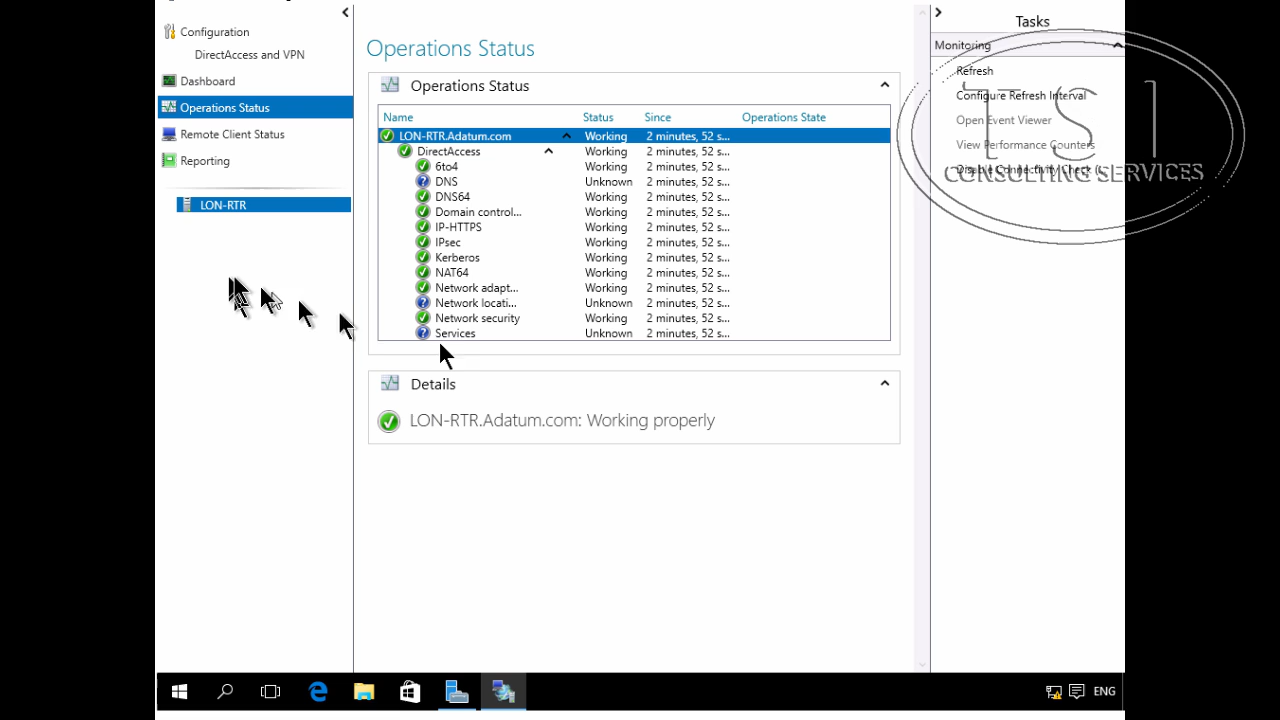 Configuration
DirectAccess and VPN
Dashboard
Operations Status
Remote Client Status
Reporting
LON-RTR
Operations Status
Operations Status
Name Status Since Operations State
LON-RTR.Adatum.com Working 2 minutes, 52 s...
DirectAccess Working 2 minutes, 52 s...
6to4 Working 2 minutes, 52 s...
DNS Unknown 2 minutes, 52 s...
DNS64 Working 2 minutes, 52 s...
Domain control... Working 2 minutes, 52 s...
IP-HTTPS Working 2 minutes, 52 s...
IPsec Working 2 minutes, 52 s...
Kerberos Working 2 minutes, 52 s...
NAT64 Working 2 minutes, 52 s...
Network adapt... Working 2 minutes, 52 s...
Network locati... Unknown 2 minutes, 52 s...
Network security Working 2 minutes, 52 s...
Services Unknown 2 minutes, 52 s...
Details
LON-RTR.Adatum.com: Working properly
Tasks
Monitoring
Refresh
Configure Refresh Interval
Open Event Viewer
View Performance Counters
Disable Connectivity Check
TSI
CONSULTING SERVICES
ENG